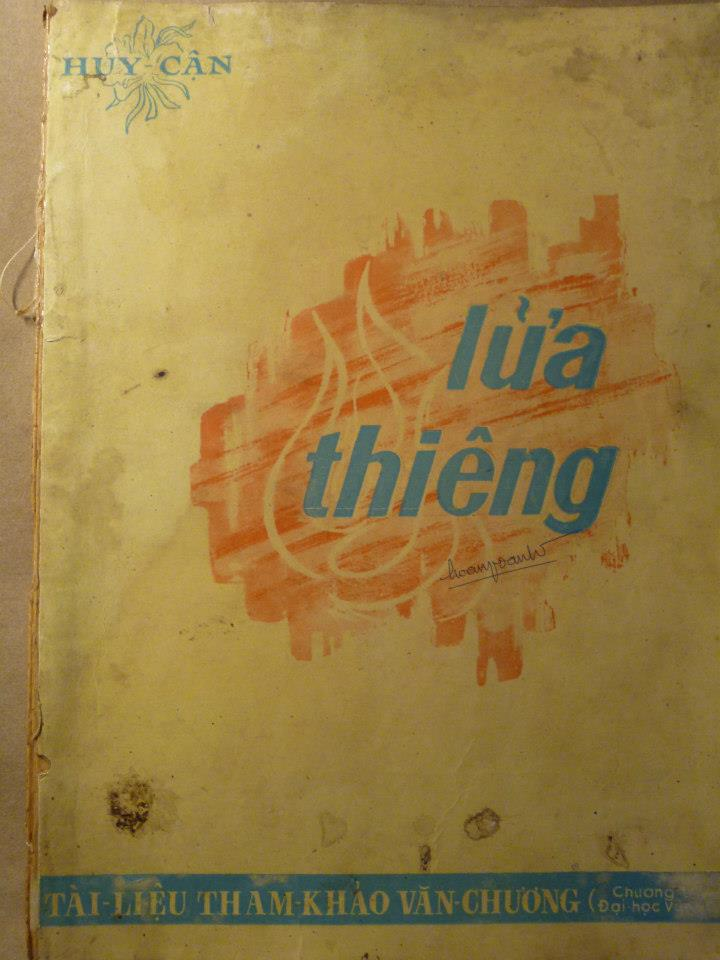 HUY-CẬN
lửa
thiêng
TÀI-LIỆU THAM-KHẢO VĂN-CHƯƠNG (Chương
Đại-học